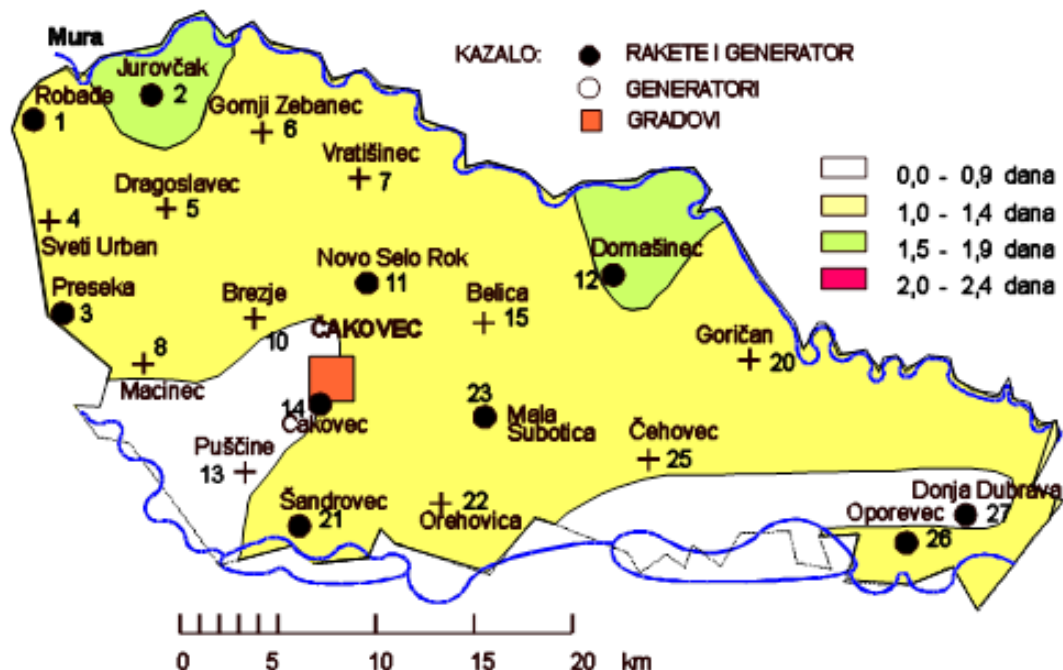 Mura
KAZALO:
RAKETE I GENERATOR
GENERATORI
GRADOVI
0,0 - 0,9 dana
1,0 - 1,4 dana
1,5 - 1,9 dana
2,0 - 2,4 dana
Jurovčak
2
Robađe
1
Gornji Zebanec
6
Vratišinec
7
Dragoslavec
5
4
Sveti Urban
Domašinec
12
Novo Selo Rok
11
Preseka
3
Brezje
10
Belica
15
ČAKOVEC
Goričan
20
8
Macinec
14
Čakovec
23
Mala
Subotica
Čehovec
25
Puščine
13
Šandrovec
21
22
Orehovica
Donja Dubrava
27
Oporevec
26
0 5 10 15 20 km